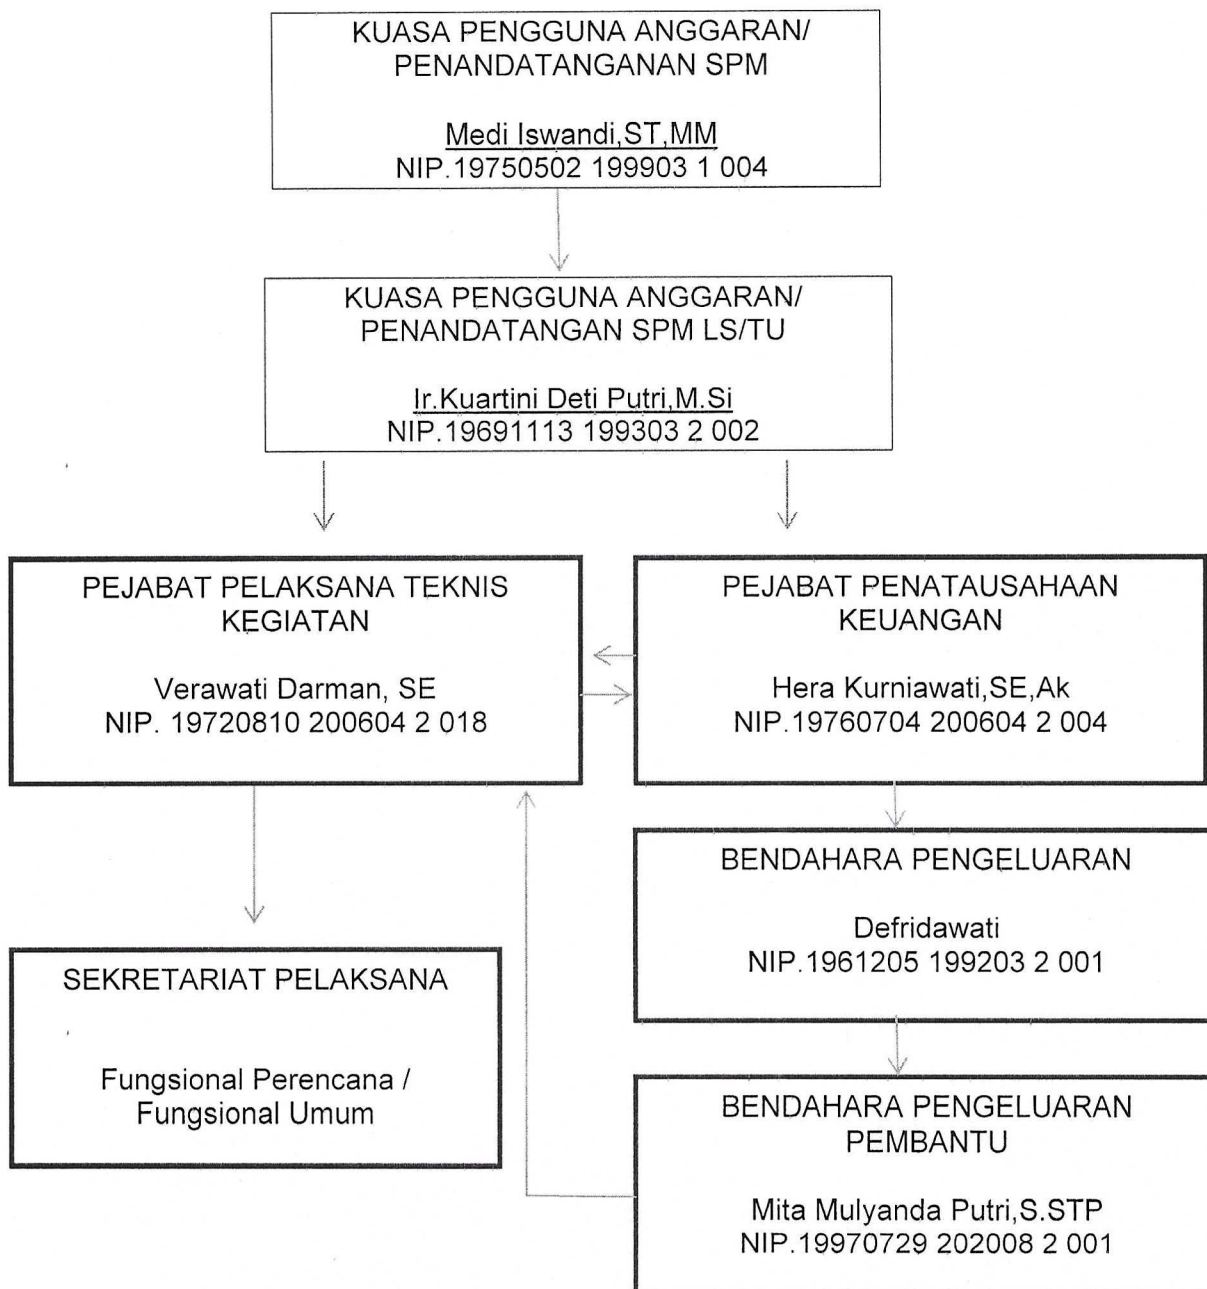 KUASA PENGGUNA ANGGARAN/
PENANDATANGANAN SPM
Medi Iswandi,ST,MM
NIP.19750502 199903 1 004
KUASA PENGGUNA ANGGARAN/
PENANDATANGAN SPM LS/TU
Ir.Kuartini Deti Putri,M.Si
NIP.19691113 199303 2 002
PEJABAT PELAKSANA TEKNIS
KEGIATAN
Verawati Darman, SE
NIP. 19720810 200604 2 018
PEJABAT PENATAUSAHAAN
KEUANGAN
Hera Kurniawati,SE,Ak
NIP.19760704 200604 2 004
BENDAHARA PENGELUARAN
Defridawati
NIP.1961205 199203 2 001
SEKRETARIAT PELAKSANA
Fungsional Perencana /
Fungsional Umum
BENDAHARA PENGELUARAN
PEMBANTU
Mita Mulyanda Putri,S.STP
NIP.19970729 202008 2 001